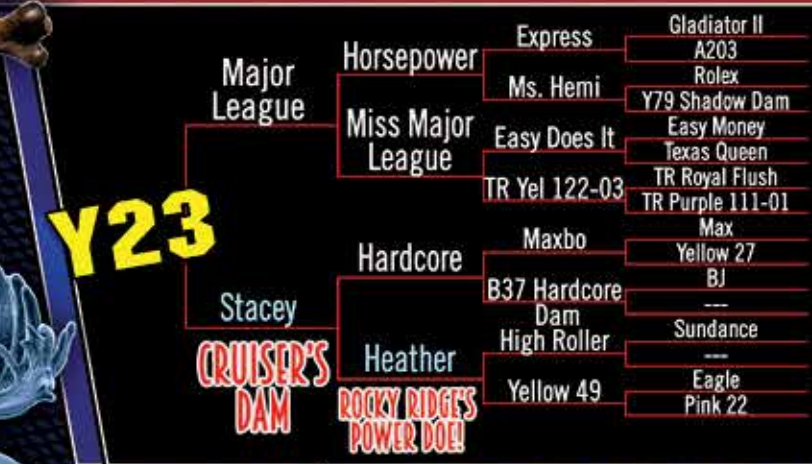 Y23
Major
League
Stacey
CRUISER'S
DAM
Horsepower
Miss Major
League
Hardcore
Heather
ROCKY RIDGE'S
POWER DOE!
Express
Ms. Hemi
Easy Does It
TR Yel 122-03
Maxbo
B37 Hardcore
Dam
High Roller
Yellow 49
Gladiator II
A203
Rolex
Y79 Shadow Dam
Easy Money
Texas Queen
TR Royal Flush
TR Purple 111-01
Max
Yellow 27
BJ
---
Sundance
---
Eagle
Pink 22